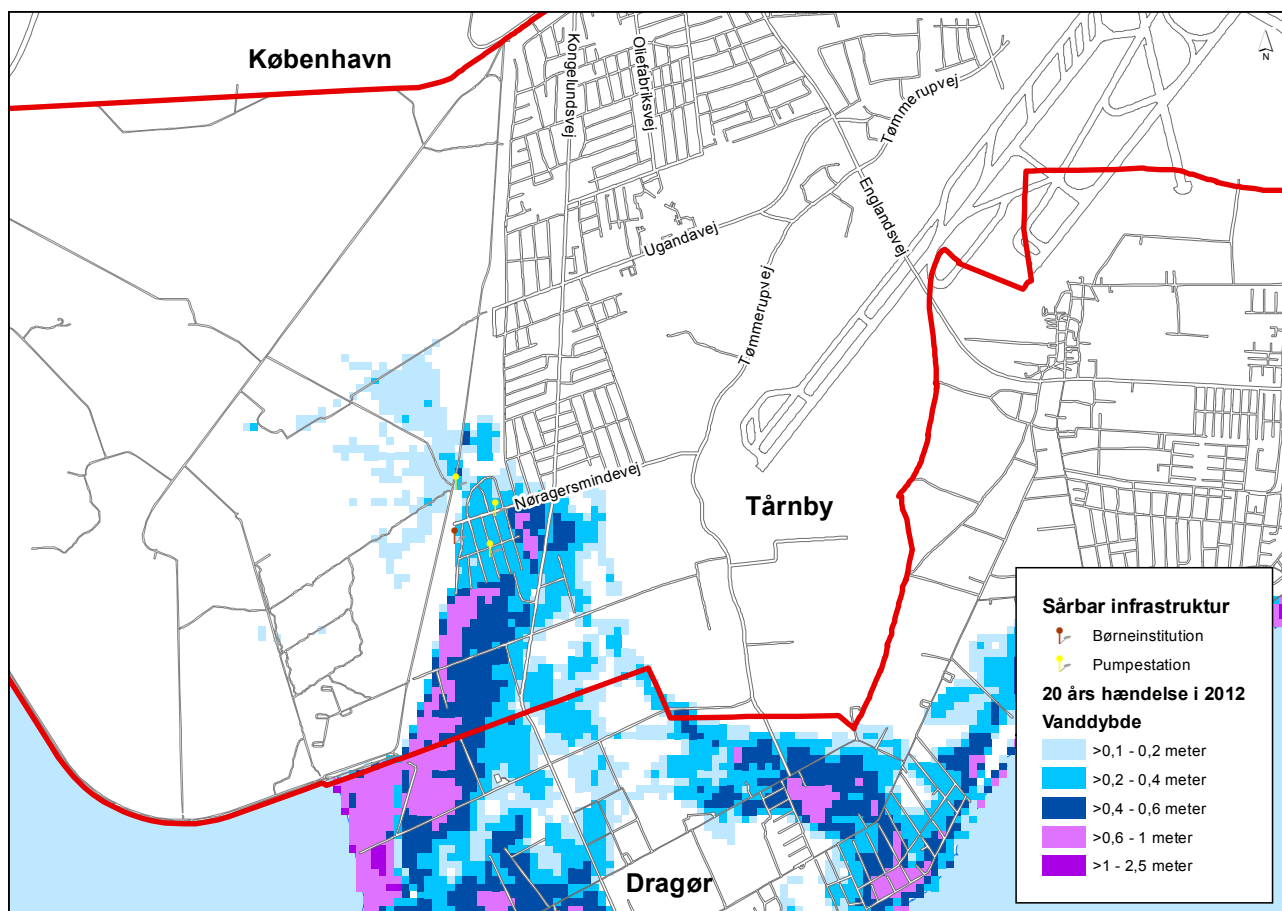 København
Kongelundsvej
Oliefabriksvej
Tømmerupvej
N
Englandsvej
Ugandavej
Tømmerupvej
Nøragersmindevej
Tårnby
Dragør
Sårbar infrastruktur
Børneinstitution
Pumpestation
20 års hændelse i 2012
Vanddybde
>0,1 - 0,2 meter
>0,2 - 0,4 meter
>0,4 - 0,6 meter
>0,6 - 1 meter
>1 - 2,5 meter